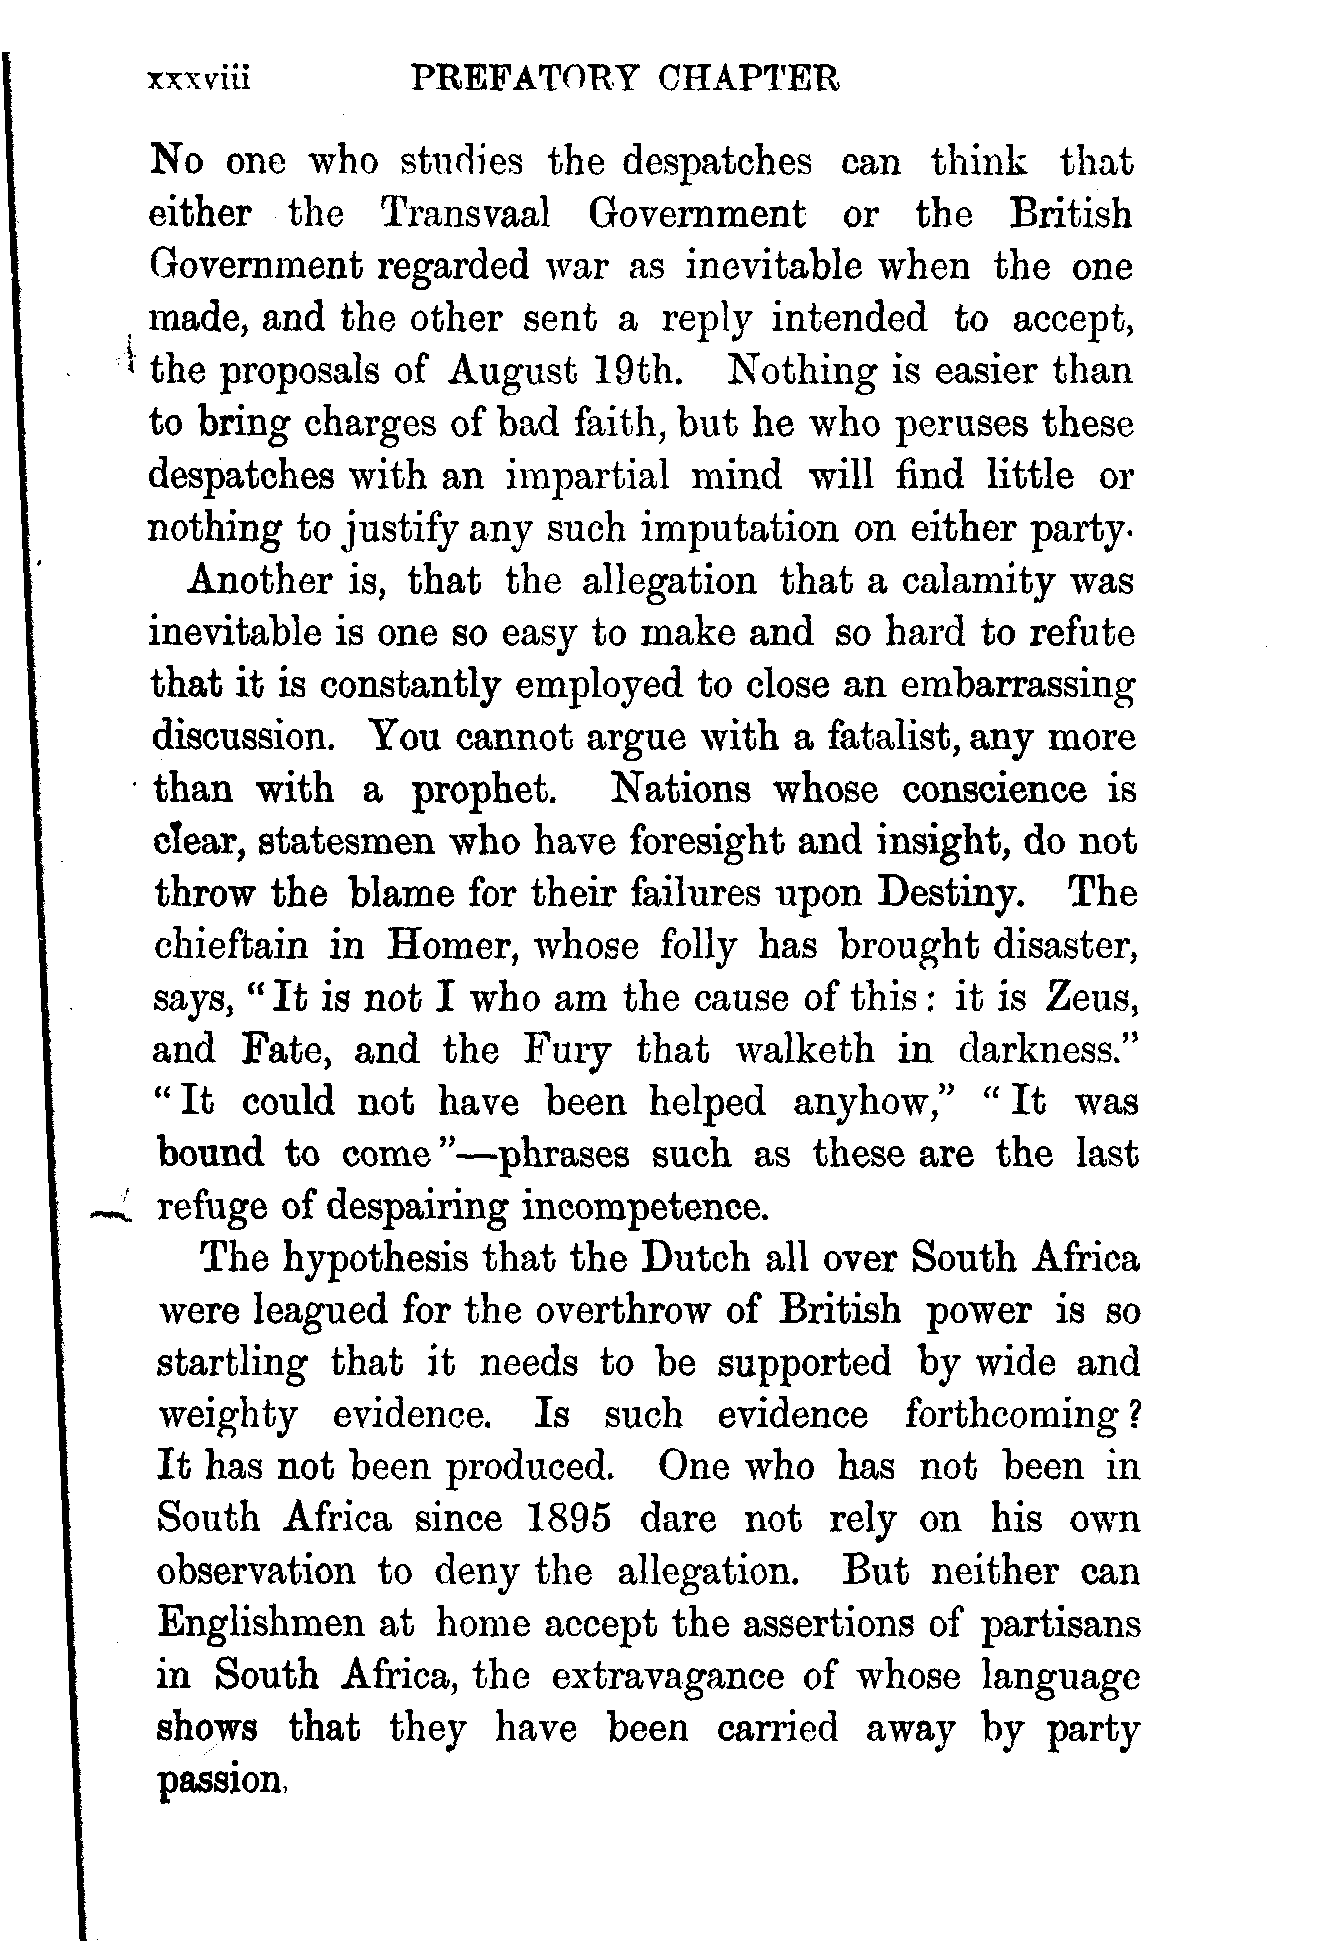 xxxviii PREFATORY CHAPTER
No one who studies the despatches can think that
either the Transvaal Government or the British
Government regarded war as inevitable when the one
made, and the other sent a reply intended to accept,
the proposals of August 19th. Nothing is easier than
to bring charges of bad faith, but he who peruses these
despatches with an impartial mind will find little or
nothing to justify any such imputation on either party.
Another is, that the allegation that a calamity was
inevitable is one so easy to make and so hard to refute
that it is constantly employed to close an embarrassing
discussion. You cannot argue with a fatalist, any more
than with a prophet. Nations whose conscience is
clear, statesmen who have foresight and insight, do not
throw the blame for their failures upon Destiny. The
chieftain in Homer, whose folly has brought disaster,
says, “It is not I who am the cause of this: it is Zeus,
and Fate, and the Fury that walketh in darkness.”
“It could not have been helped anyhow,” “It was
bound to come”—phrases such as these are the last
refuge of despairing incompetence.
The hypothesis that the Dutch all over South Africa
were leagued for the overthrow of British power is so
startling that it needs to be supported by wide and
weighty evidence. Is such evidence forthcoming?
It has not been produced. One who has not been in
South Africa since 1895 dare not rely on his own
observation to deny the allegation. But neither can
Englishmen at home accept the assertions of partisans
in South Africa, the extravagance of whose language
shows that they have been carried away by party
passion.